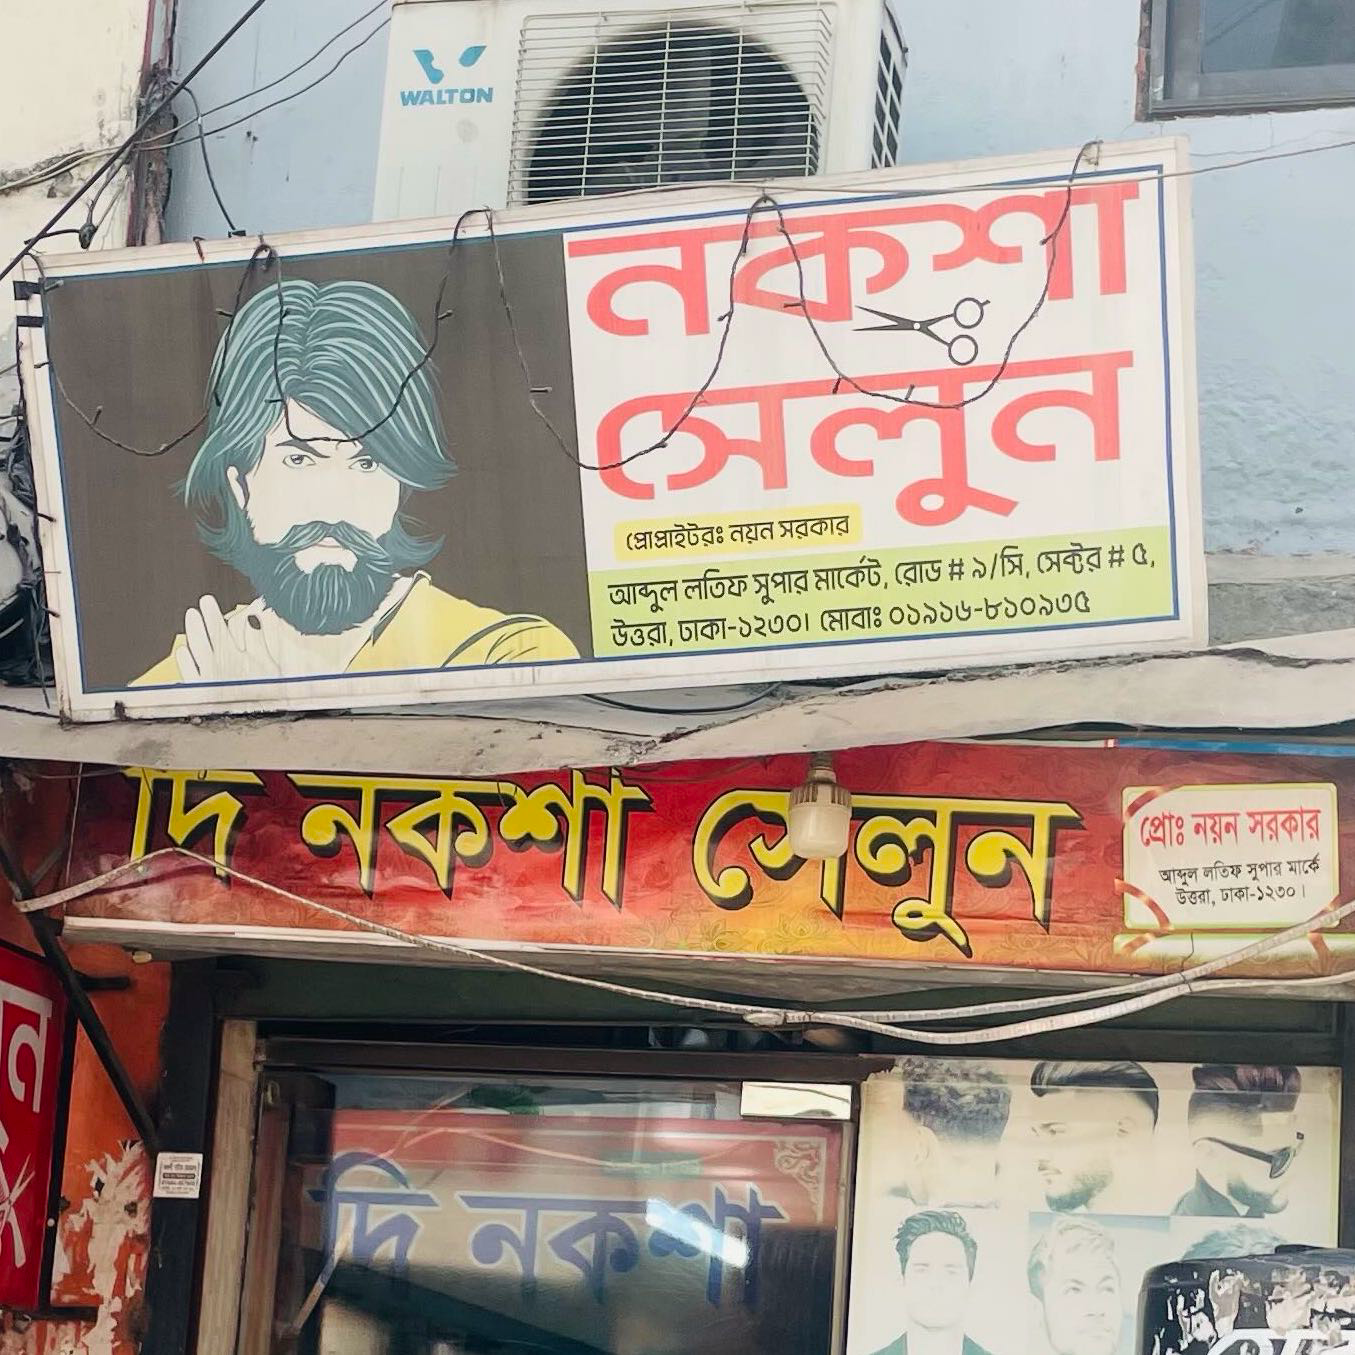 WALTON
নকশা
সেলুন
প্রোপ্রাইটরঃ নয়ন সরকার
আব্দুল লতিফ সুপার মার্কেট, রোড # ৯/সি, সেক্টর # ৫,
উত্তরা, ঢাকা-১২৩০। মোবাঃ ০১৯১৬-৮১০৯৩৫
দি নকশা সেলুন
প্রোঃ নয়ন সরকার
আব্দুল লতিফ সুপার মার্কে
উত্তরা, ঢাকা-১২৩০।
দি নকশা